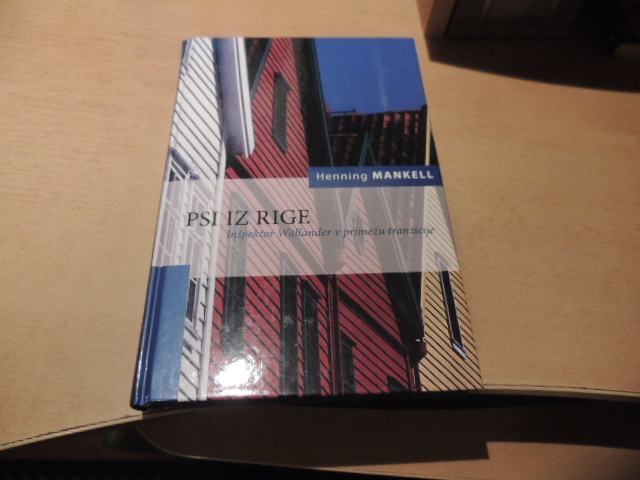 Henning MANKELL
PSI IZ RIGE
Inšpektor Wallander v primežu tranzicije